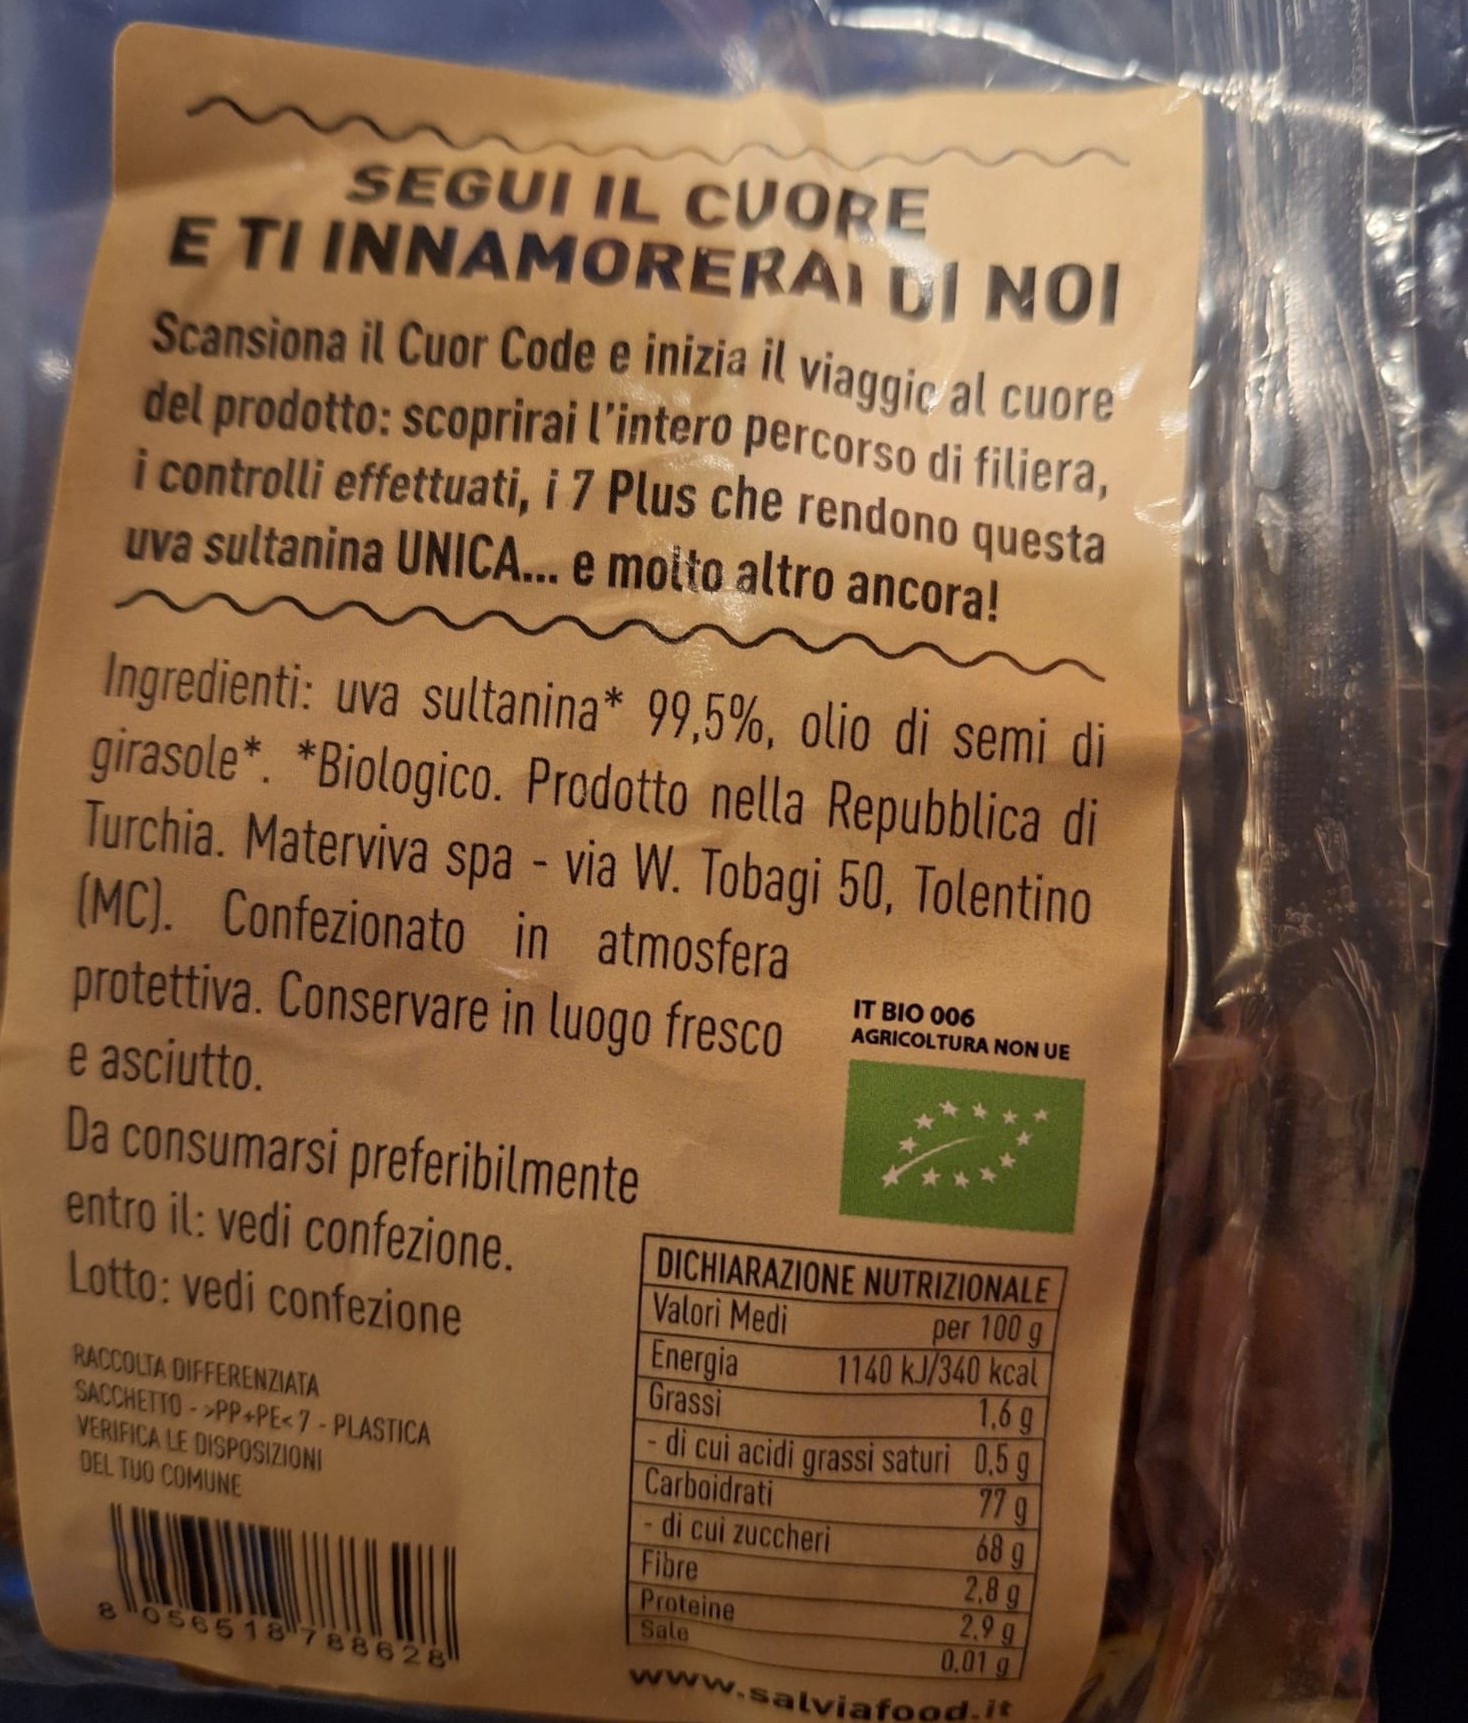 SEGUI IL CUORE
E TI INNAMORERAI DI NOI
Scansiona il Cuor Code e inizia il viaggio al cuore
del prodotto: scoprirai l'intero percorso di filiera,
i controlli effettuati, i 7 Plus che rendono questa
uva sultanina UNICA... e molto altro ancora!
Ingredienti: uva sultanina* 99,5%, olio di semi di
girasole*. *Biologico. Prodotto nella Repubblica di
Turchia. Materviva spa - via W. Tobagi 50, Tolentino
(MC). Confezionato in atmosfera
protettiva. Conservare in luogo fresco
e asciutto.
Da consumarsi preferibilmente
entro il: vedi confezione.
Lotto: vedi confezione
RACCOLTA DIFFERENZIATA
SACCHETTO - >PP+PE< 7 - PLASTICA
VERIFICA LE DISPOSIZIONI
DEL TUO COMUNE
8 056518 788628
IT BIO 006
AGRICOLTURA NON UE
DICHIARAZIONE NUTRIZIONALE
Valori Medi per 100 g
Energia 1140 kJ/340 kcal
Grassi 1,6 g
- di cui acidi grassi saturi 0,5 g
Carboidrati 77 g
- di cui zuccheri 68 g
Fibre 2,8 g
Proteine 2,9 g
Sale 0,01 g
www.salviafood.it